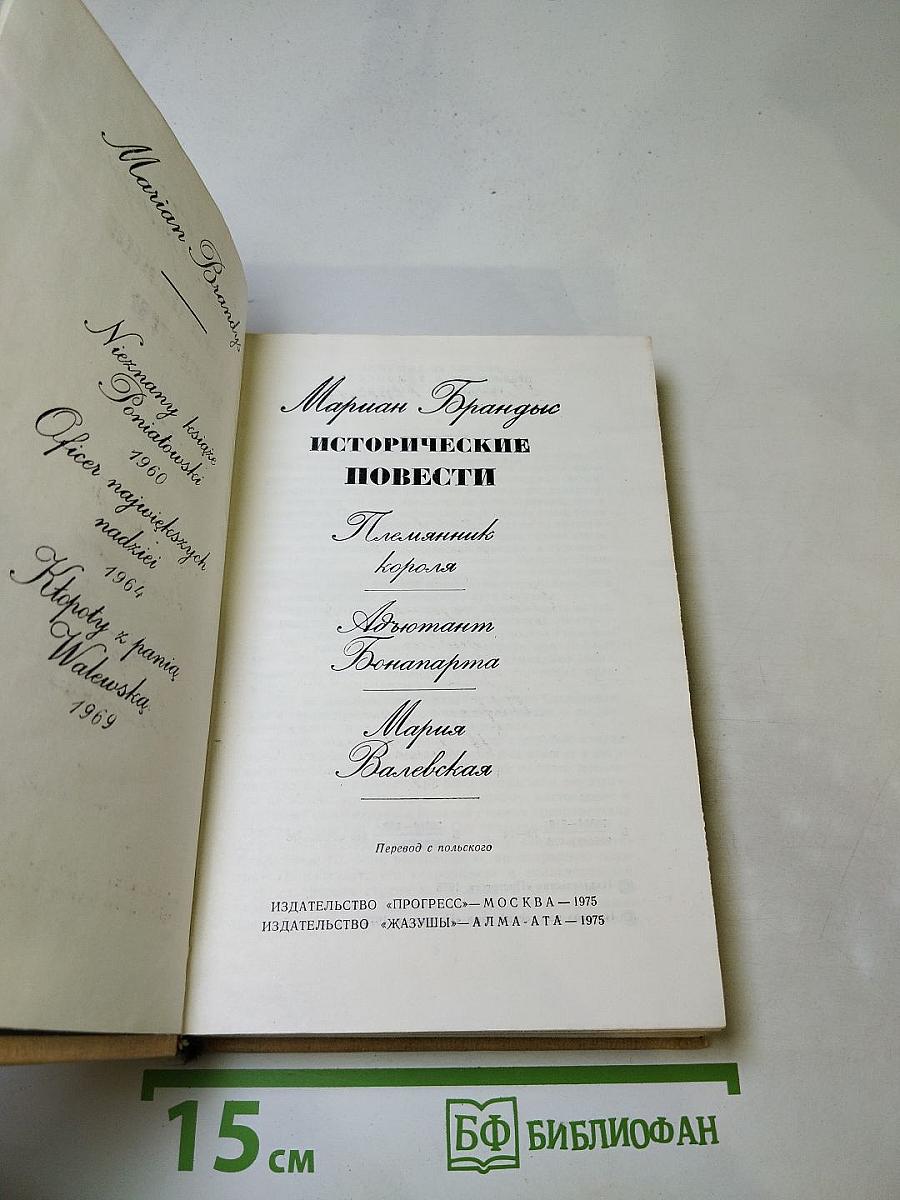 Marian Brandys
Nieznany książę
Poniatowski
1960
Oficer największych
nadziei
1964
Kłopoty z panią
Walewską
1969
Мариан Брандыс
ИСТОРИЧЕСКИЕ
ПОВЕСТИ
Племянник
короля
Адъютант
Бонапарта
Мария
Валевская
Перевод с польского
ИЗДАТЕЛЬСТВО «ПРОГРЕСС» — МОСКВА — 1975
ИЗДАТЕЛЬСТВО «ЖАЗУШЫ» — АЛМА-АТА — 1975
15 см
БФ БИБЛИОФАН